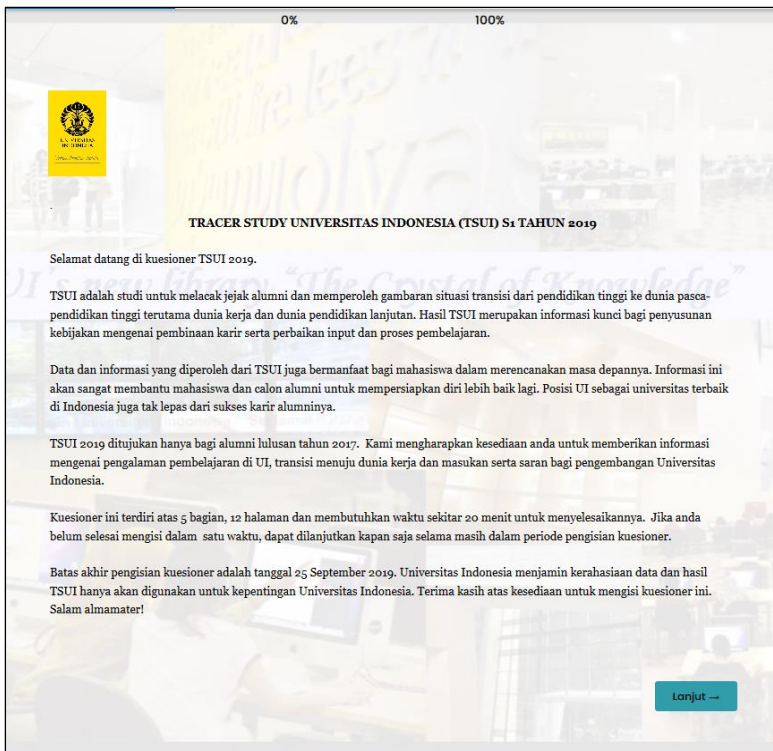 0% 100%
UNIVERSITAS
INDONESIA
TRACER STUDY UNIVERSITAS INDONESIA (TSUI) S1 TAHUN 2019
Selamat datang di kuesioner TSUI 2019.
UI's new library "The Crystal of Knowledge"
TSUI adalah studi untuk melacak jejak alumni dan memperoleh gambaran situasi transisi dari pendidikan tinggi ke dunia pasca-
pendidikan tinggi terutama dunia kerja dan dunia pendidikan lanjutan. Hasil TSUI merupakan informasi kunci bagi penyusunan
kebijakan mengenai pembinaan karir serta perbaikan input dan proses pembelajaran.
Data dan informasi yang diperoleh dari TSUI juga bermanfaat bagi mahasiswa dalam merencanakan masa depannya. Informasi ini
akan sangat membantu mahasiswa dan calon alumni untuk mempersiapkan diri lebih baik lagi. Posisi UI sebagai universitas terbaik
di Indonesia juga tak lepas dari sukses karir alumninya.
TSUI 2019 ditujukan hanya bagi alumni lulusan tahun 2017. Kami mengharapkan kesediaan anda untuk memberikan informasi
mengenai pengalaman pembelajaran di UI, transisi menuju dunia kerja dan masukan serta saran bagi pengembangan Universitas
Indonesia.
Kuesioner ini terdiri atas 5 bagian, 12 halaman dan membutuhkan waktu sekitar 20 menit untuk menyelesaikannya. Jika anda
belum selesai mengisi dalam satu waktu, dapat dilanjutkan kapan saja selama masih dalam periode pengisian kuesioner.
Batas akhir pengisian kuesioner adalah tanggal 25 September 2019. Universitas Indonesia menjamin kerahasiaan data dan hasil
TSUI hanya akan digunakan untuk kepentingan Universitas Indonesia. Terima kasih atas kesediaan untuk mengisi kuesioner ini.
Salam almamater!
Lanjut →